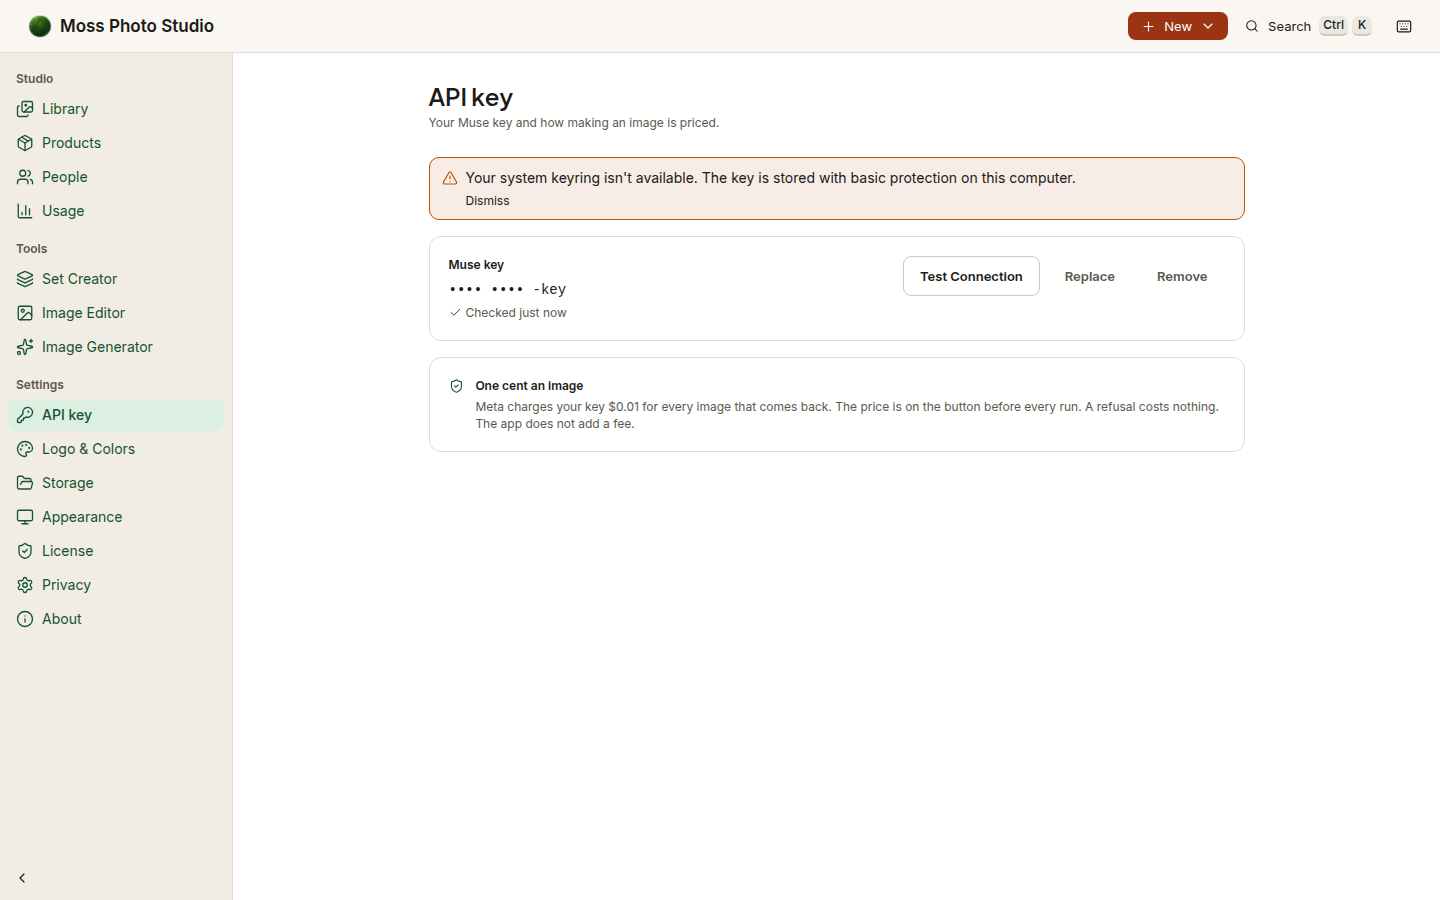 Moss Photo Studio
New
Search
Ctrl
K
Studio
Library
Products
People
Usage
Tools
Set Creator
Image Editor
Image Generator
Settings
API key
Logo & Colors
Storage
Appearance
License
Privacy
About
API key
Your Muse key and how making an image is priced.
Your system keyring isn't available. The key is stored with basic protection on this computer.
Dismiss
Muse key
•••• •••• -key
Checked just now
Test Connection
Replace
Remove
One cent an image
Meta charges your key $0.01 for every image that comes back. The price is on the button before every run. A refusal costs nothing.
The app does not add a fee.